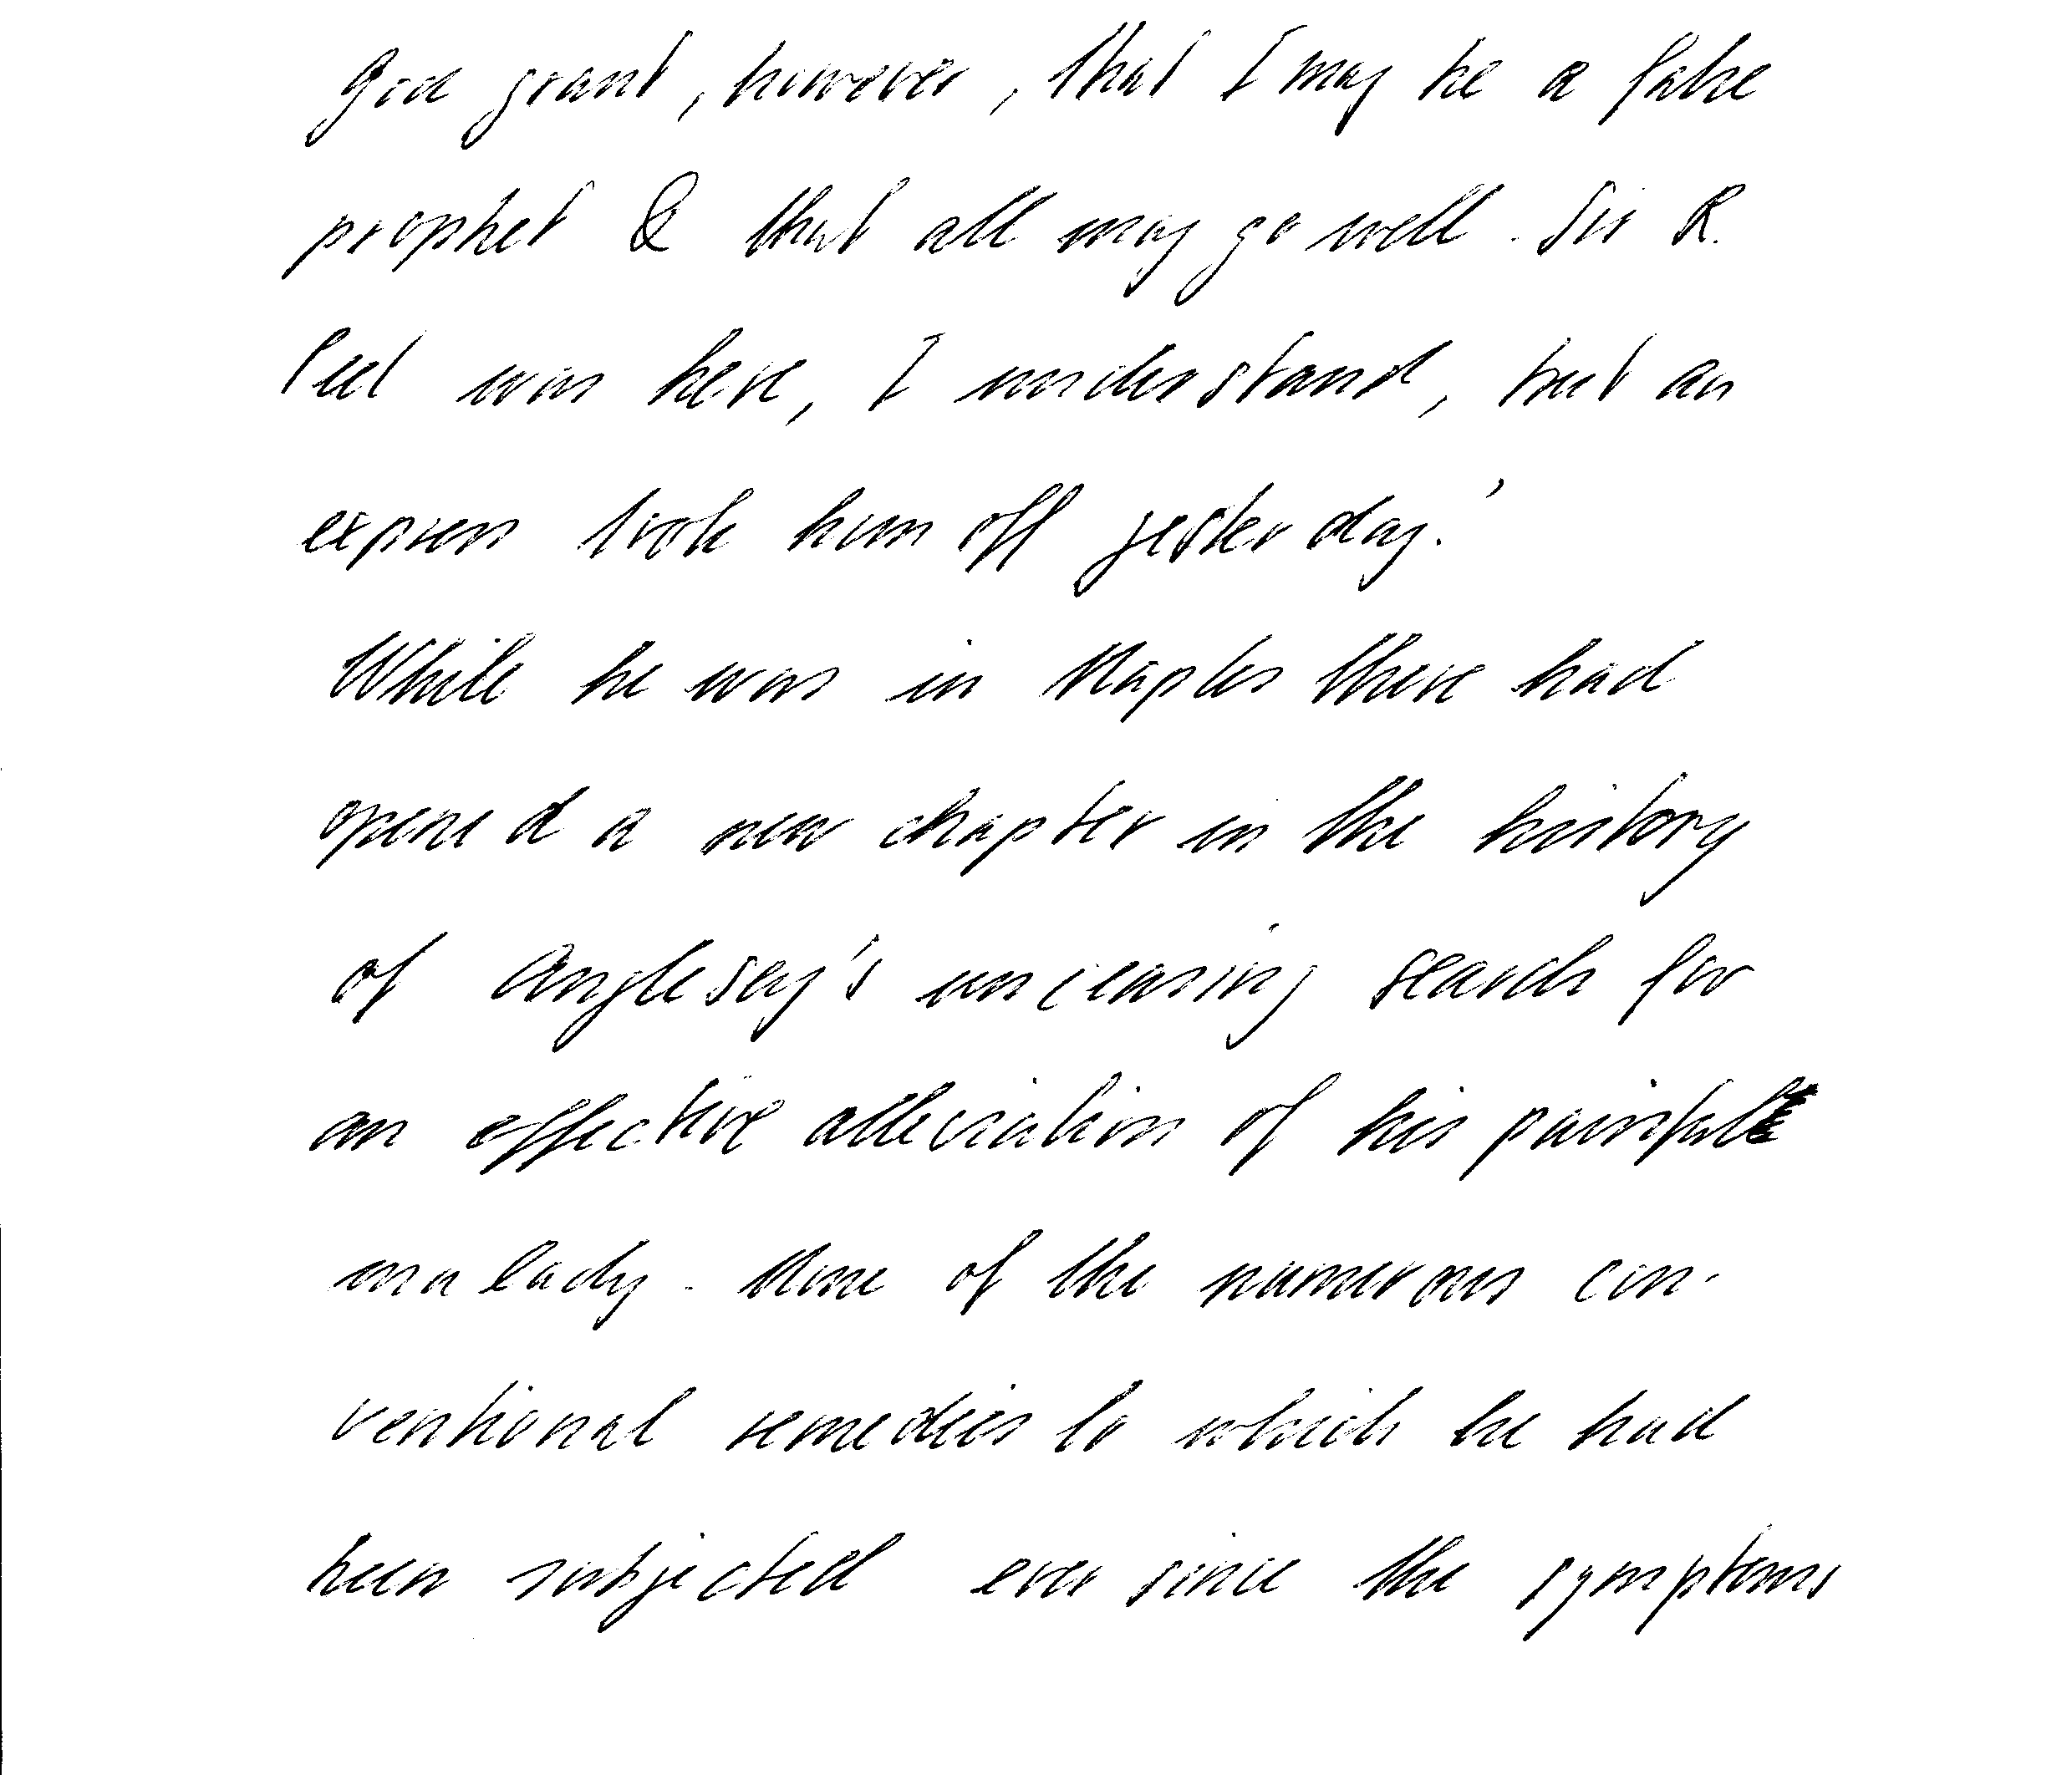 God grant, however, that I may be a false
prophet & that all may go well. Sir R.
Peel was here, I understand, but an
express took him off yesterday.'
While he was in Naples there had
opened a new chapter in the history
of Anglesey's unceasing search for
an effective alleviation of his painful
malady. None of the numerous con-
ventional remedies to which he had
been subjected ever since the symptoms